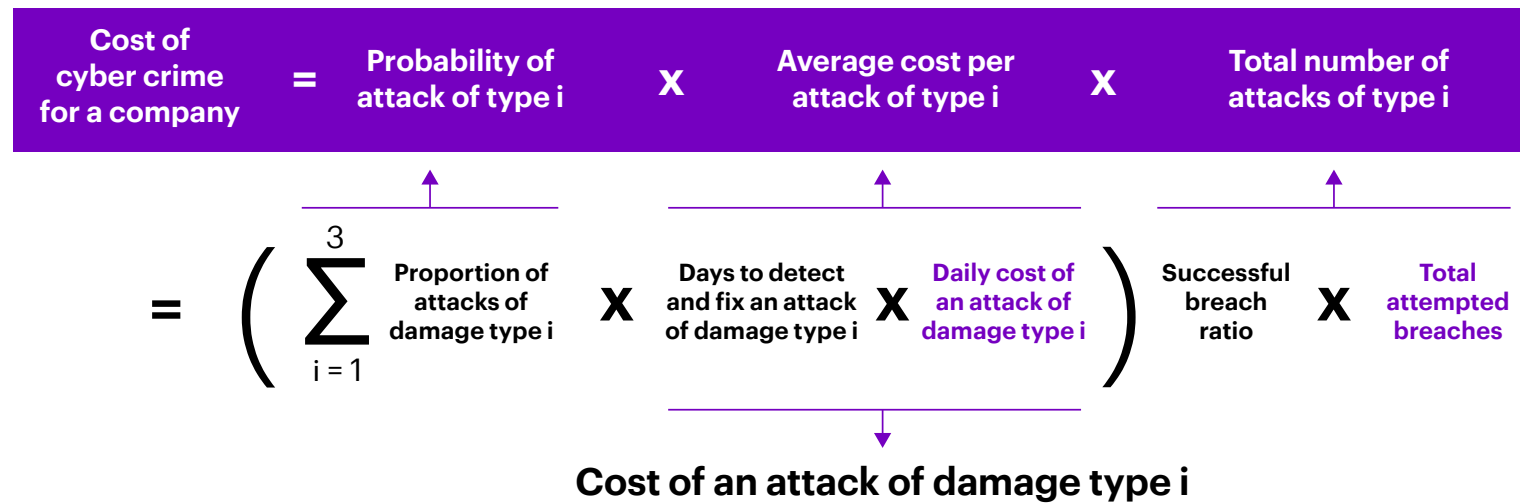 Cost of
cyber crime
for a company
=
Probability of
attack of type i
x
Average cost per
attack of type i
x
Total number of
attacks of type i
=
(
3
∑
i = 1
Proportion of
attacks of
damage type i
x
Days to detect
and fix an attack
of damage type i
x
Daily cost of
an attack of
damage type i
)
Successful
breach
ratio
x
Total
attempted
breaches
Cost of an attack of damage type i